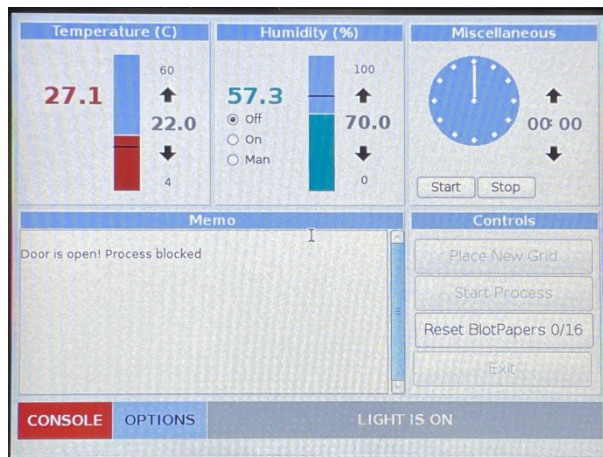 Temperature (C)
27.1
60
22.0
4
Humidity (%)
57.3
Off
On
Man
100
70.0
0
Miscellaneous
00: 00
Start
Stop
Memo
Door is open! Process blocked
Controls
Place New Grid
Start Process
Reset BlotPapers 0/16
Exit
CONSOLE
OPTIONS
LIGHT IS ON